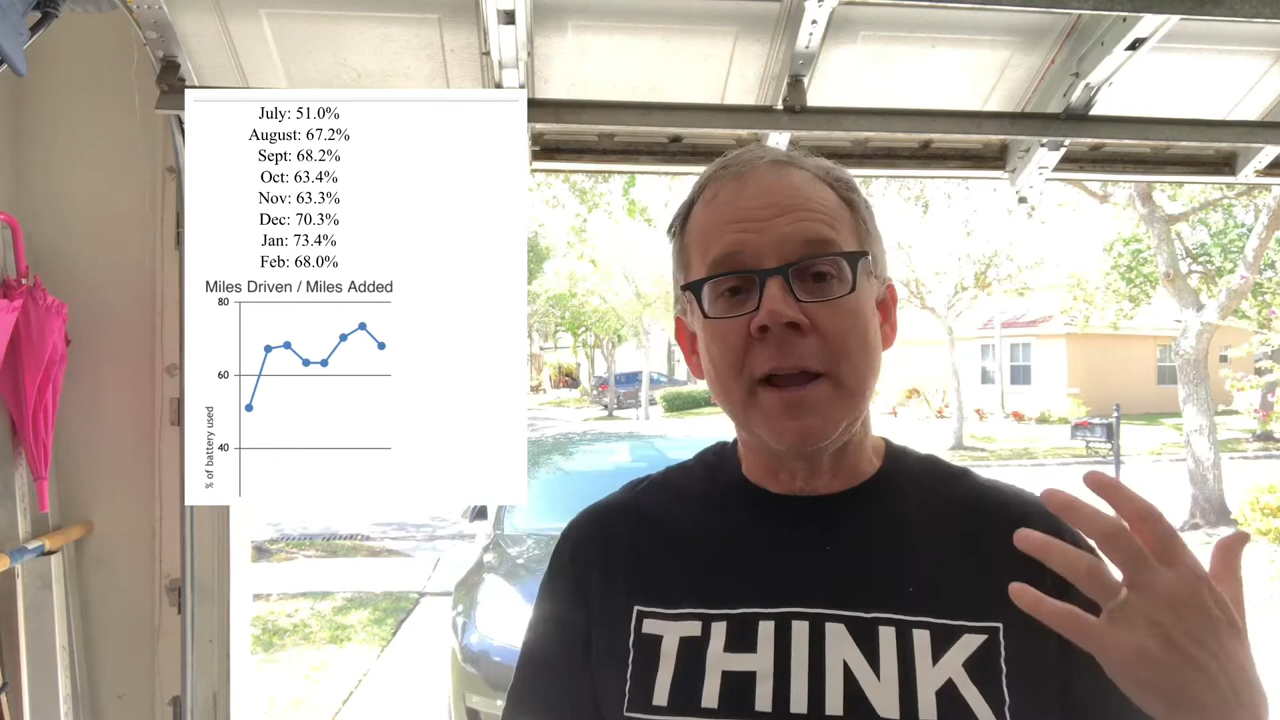 July: 51.0%
August: 67.2%
Sept: 68.2%
Oct: 63.4%
Nov: 63.3%
Dec: 70.3%
Jan: 73.4%
Feb: 68.0%
Miles Driven / Miles Added
80
60
40
% of battery used
THINK